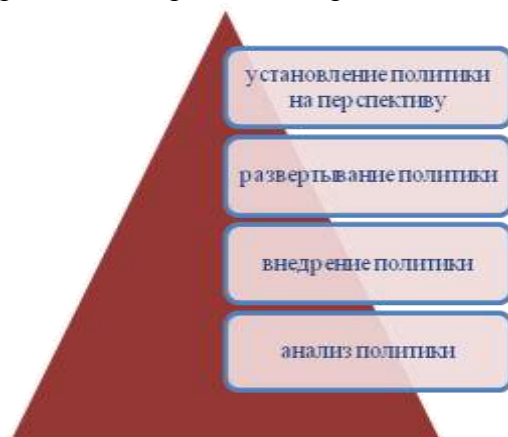 установление политики
на перспективу
развертывание политики
внедрение политики
анализ политики